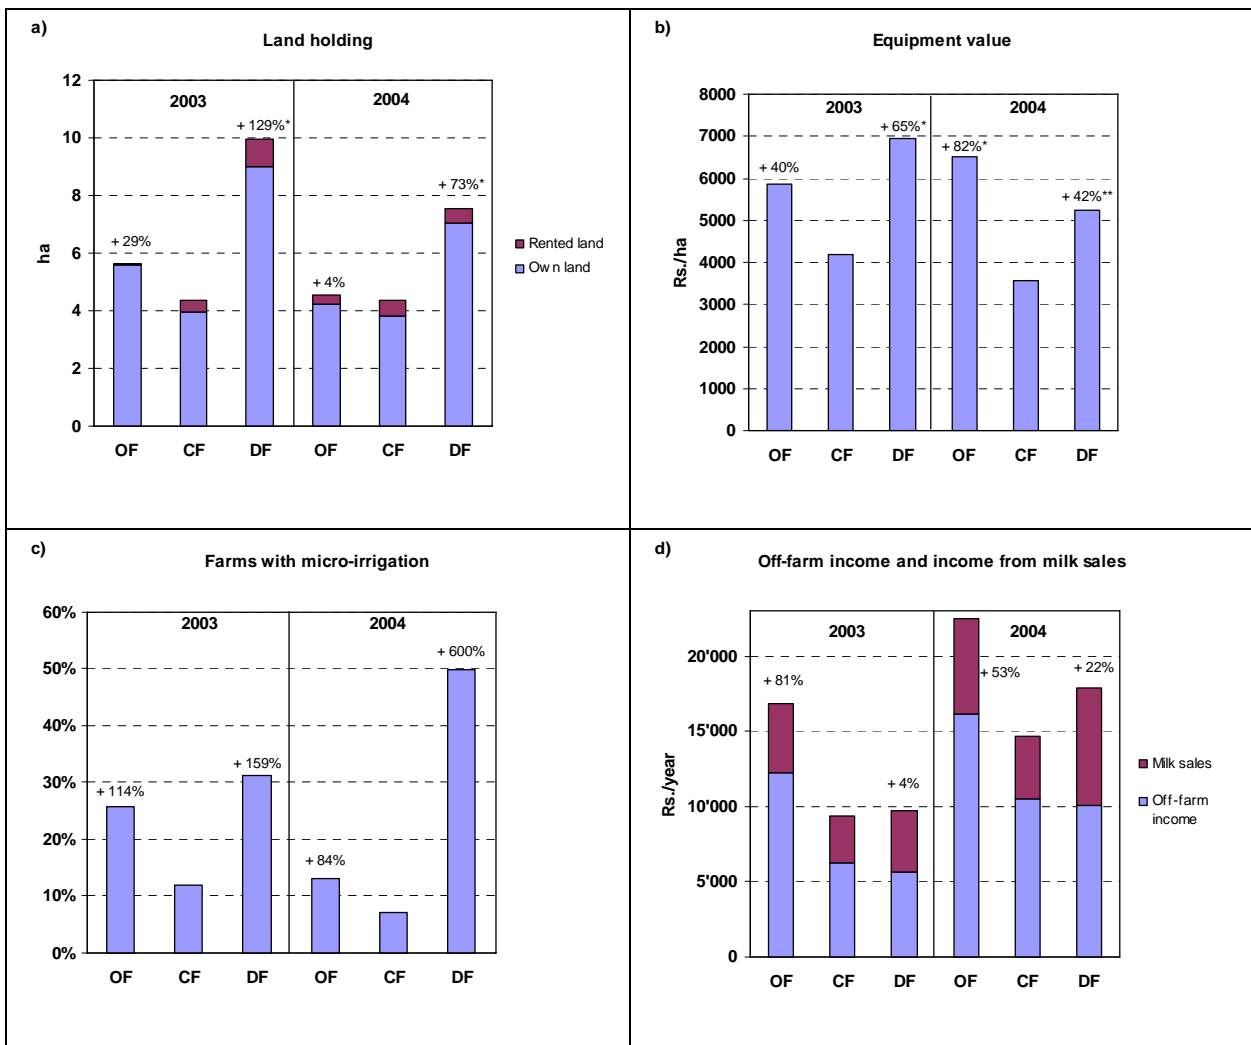 a)
Land holding
12
10
8
6
4
2
0
ha
2003
2004
+ 29%
+ 129%*
+ 4%
+ 73%*
OF
CF
DF
OF
CF
DF
Rented land
Own land
b)
Equipment value
8000
7000
6000
5000
4000
3000
2000
1000
0
Rs./ha
2003
2004
+ 40%
+ 65%*
+ 82%*
+ 42%**
OF
CF
DF
OF
CF
DF
c)
Farms with micro-irrigation
60%
50%
40%
30%
20%
10%
0%
2003
2004
+ 114%
+ 159%
+ 84%
+ 600%
OF
CF
DF
OF
CF
DF
d)
Off-farm income and income from milk sales
20'000
15'000
10'000
5'000
0
Rs./year
2003
2004
+ 81%
+ 4%
+ 53%
+ 22%
OF
CF
DF
OF
CF
DF
Milk sales
Off-farm
income